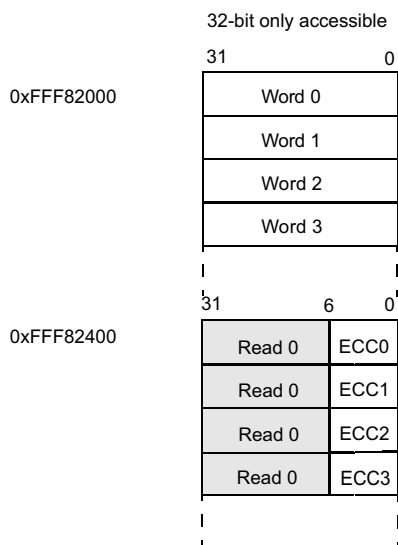 32-bit only accessible
31 0
0xFFF82000 Word 0
Word 1
Word 2
Word 3
31 6 0
0xFFF82400 Read 0 ECC0
Read 0 ECC1
Read 0 ECC2
Read 0 ECC3